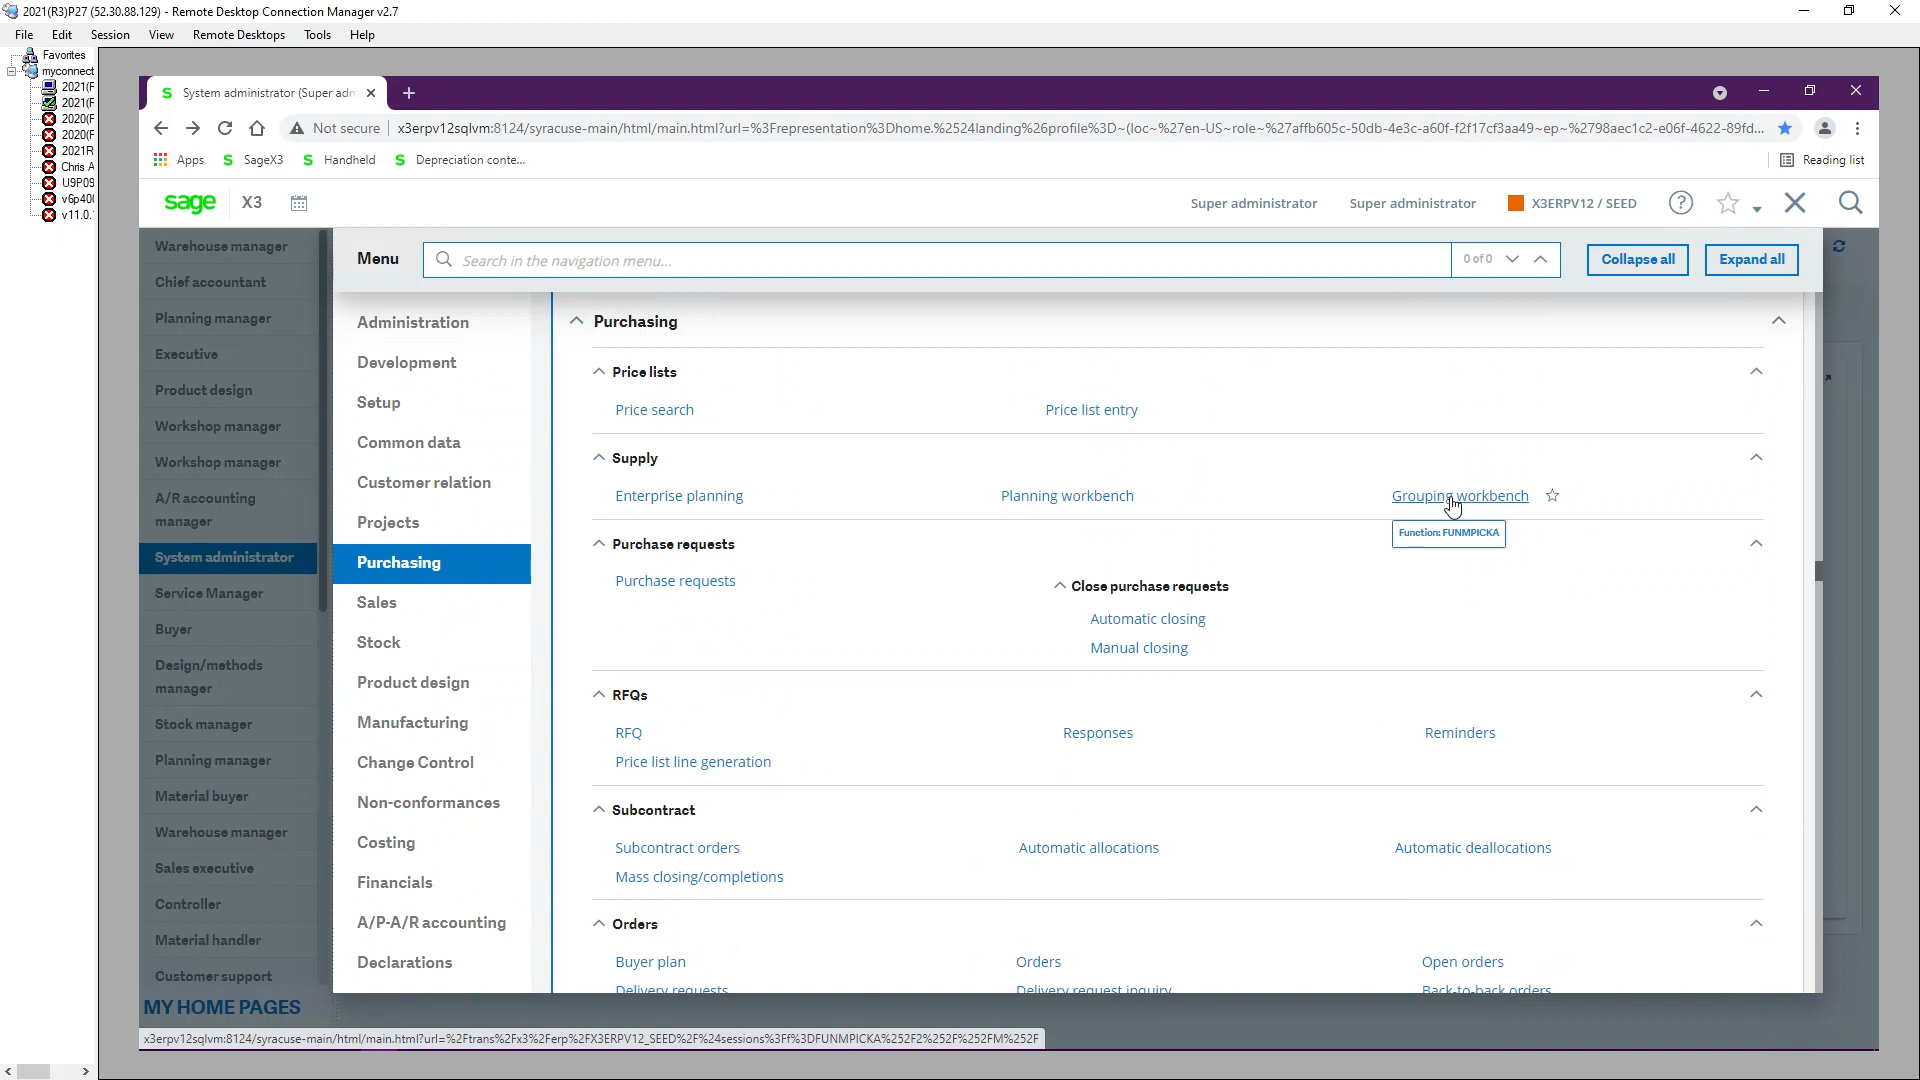 2021(R3)P27 (52.30.88.129) - Remote Desktop Connection Manager v2.7
File Edit Session View Remote Desktops Tools Help
Favorites
myconnect
2021(F
2021(F
2020(F
2020(F
2021R
Chris A
U9P09
v6p40(
v11.0.
System administrator (Super adm
Not secure x3erpv12sqlvm:8124/syracuse-main/html/main.html?url=%3Frepresentation%3Dhome.%2524landing%26profile%3D~(loc~%27en-US~role~%27affb605c-50db-4e3c-a60f-f2f17cf3aa49~ep~%2798aec1c2-e06f-4622-89fd...
Apps SageX3 Handheld Depreciation conte... Reading list
sage X3 Super administrator Super administrator X3ERPV12 / SEED
Warehouse manager
Chief accountant
Planning manager
Executive
Product design
Workshop manager
Workshop manager
A/R accounting
manager
System administrator
Service Manager
Buyer
Design/methods
manager
Stock manager
Planning manager
Material buyer
Warehouse manager
Sales executive
Controller
Material handler
Customer support
MY HOME PAGES
Menu Search in the navigation menu... 0 of 0 Collapse all Expand all
Administration
Development
Setup
Common data
Customer relation
Projects
Purchasing
Sales
Stock
Product design
Manufacturing
Change Control
Non-conformances
Costing
Financials
A/P-A/R accounting
Declarations
Purchasing
Price lists
Price search Price list entry
Supply
Enterprise planning Planning workbench Grouping workbench
Function: FUNMPICKA
Purchase requests
Purchase requests Close purchase requests
Automatic closing
Manual closing
RFQs
RFQ Responses Reminders
Price list line generation
Subcontract
Subcontract orders Automatic allocations Automatic deallocations
Mass closing/completions
Orders
Buyer plan Orders Open orders
Delivery requests Delivery request inquiry Back-to-back orders
x3erpv12sqlvm:8124/syracuse-main/html/main.html?url=%2Ftrans%2Fx3%2Ferp%2FX3ERPV12_SEED%2F%24sessions%3Ff%3DFUNMPICKA%252F2%252F%252FM%252F